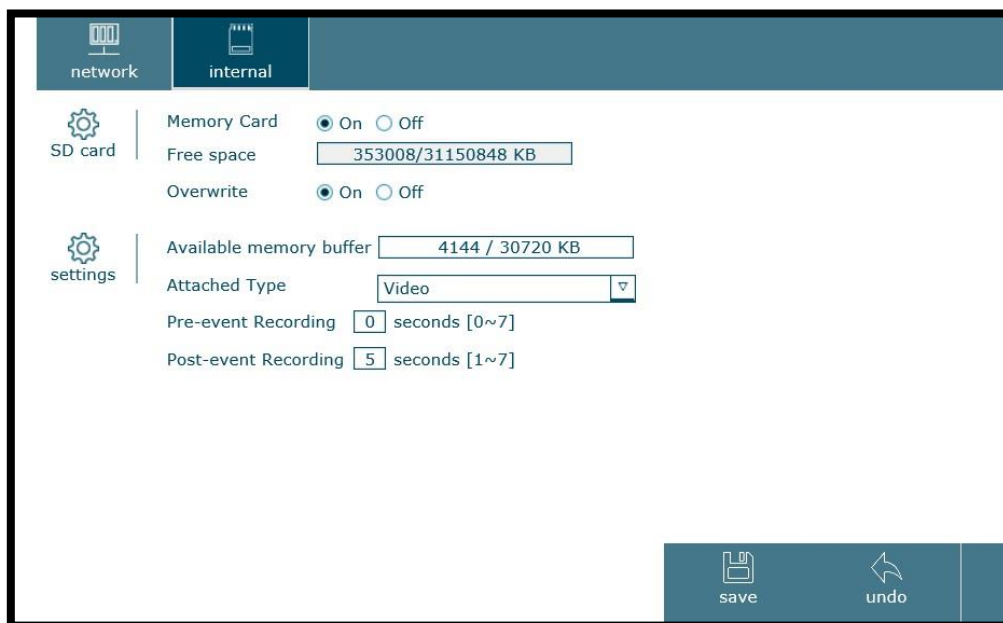 network internal
SD card
Memory Card On Off
Free space 353008/31150848 KB
Overwrite On Off
settings
Available memory buffer 4144 / 30720 KB
Attached Type Video
Pre-event Recording 0 seconds [0~7]
Post-event Recording 5 seconds [1~7]
save undo